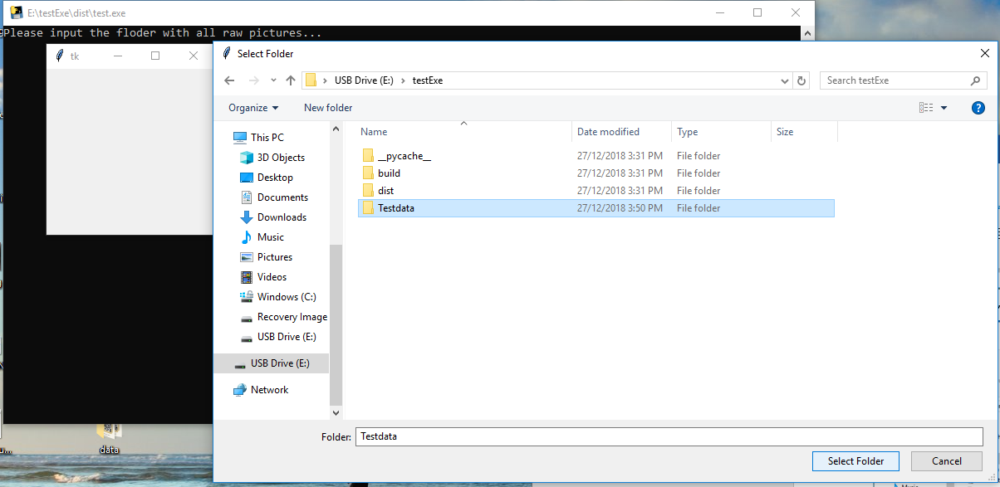 E:\testExe\dist\test.exe
Please input the floder with all raw pictures...
tk
Select Folder
USB Drive (E:) › testExe
Search testExe
Organize New folder
?
Name Date modified Type Size
This PC
3D Objects
Desktop
Documents
Downloads
Music
Pictures
Videos
Windows (C:)
Recovery Image
USB Drive (E:)
USB Drive (E:)
Network
__pycache__ 27/12/2018 3:31 PM File folder
build 27/12/2018 3:31 PM File folder
dist 27/12/2018 3:31 PM File folder
Testdata 27/12/2018 3:50 PM File folder
Folder: Testdata
Select Folder Cancel
data